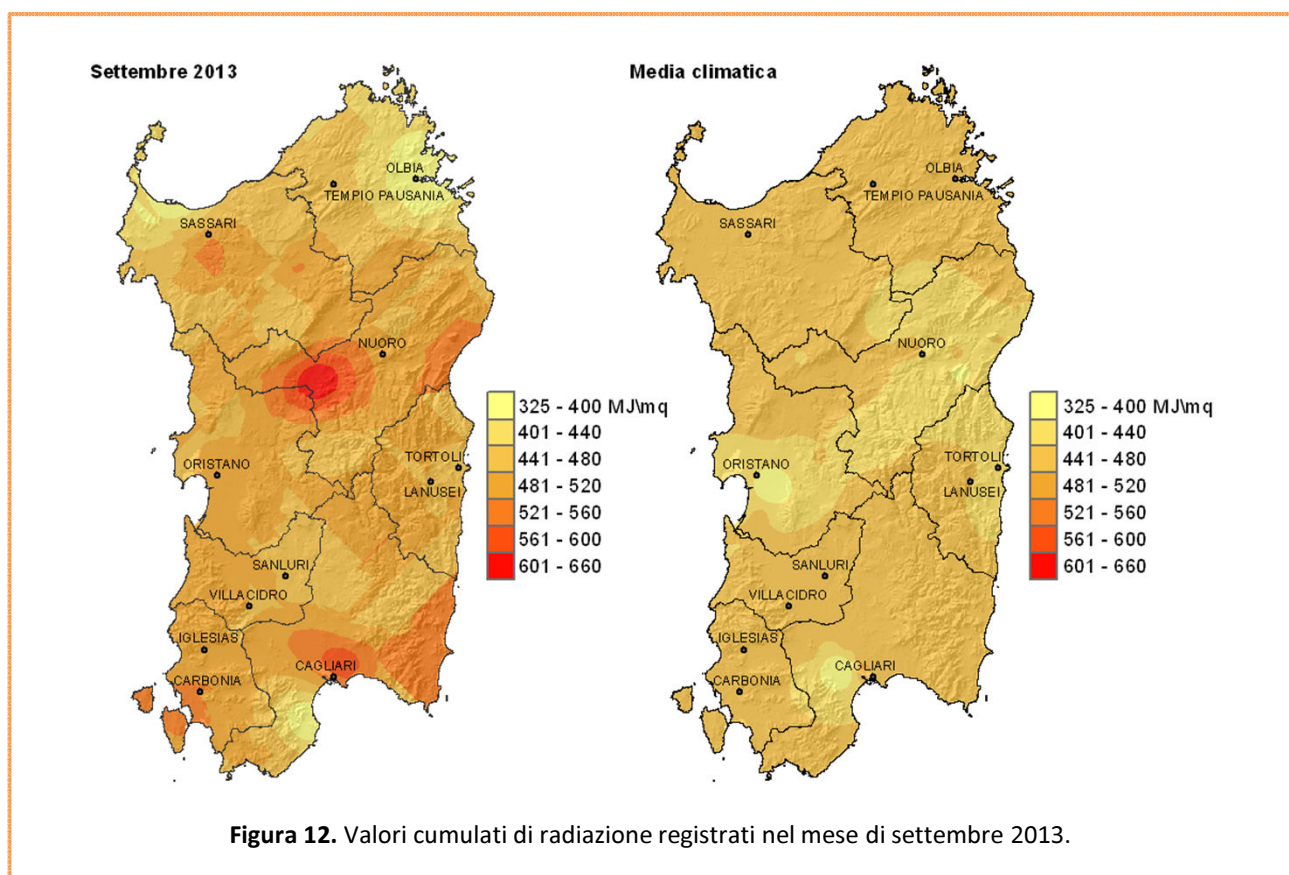 Settembre 2013
OLBIA
TEMPIO PAUSANIA
SASSARI
NUORO
ORISTANO
TORTOLI
LANUSEI
SANLURI
VILLACIDRO
IGLESIAS
CAGLIARI
CARBONIA
325 - 400 MJ\mq
401 - 440
441 - 480
481 - 520
521 - 560
561 - 600
601 - 660
Media climatica
OLBIA
TEMPIO PAUSANIA
SASSARI
NUORO
ORISTANO
TORTOLI
LANUSEI
SANLURI
VILLACIDRO
IGLESIAS
CAGLIARI
CARBONIA
325 - 400 MJ\mq
401 - 440
441 - 480
481 - 520
521 - 560
561 - 600
601 - 660
Figura 12. Valori cumulati di radiazione registrati nel mese di settembre 2013.